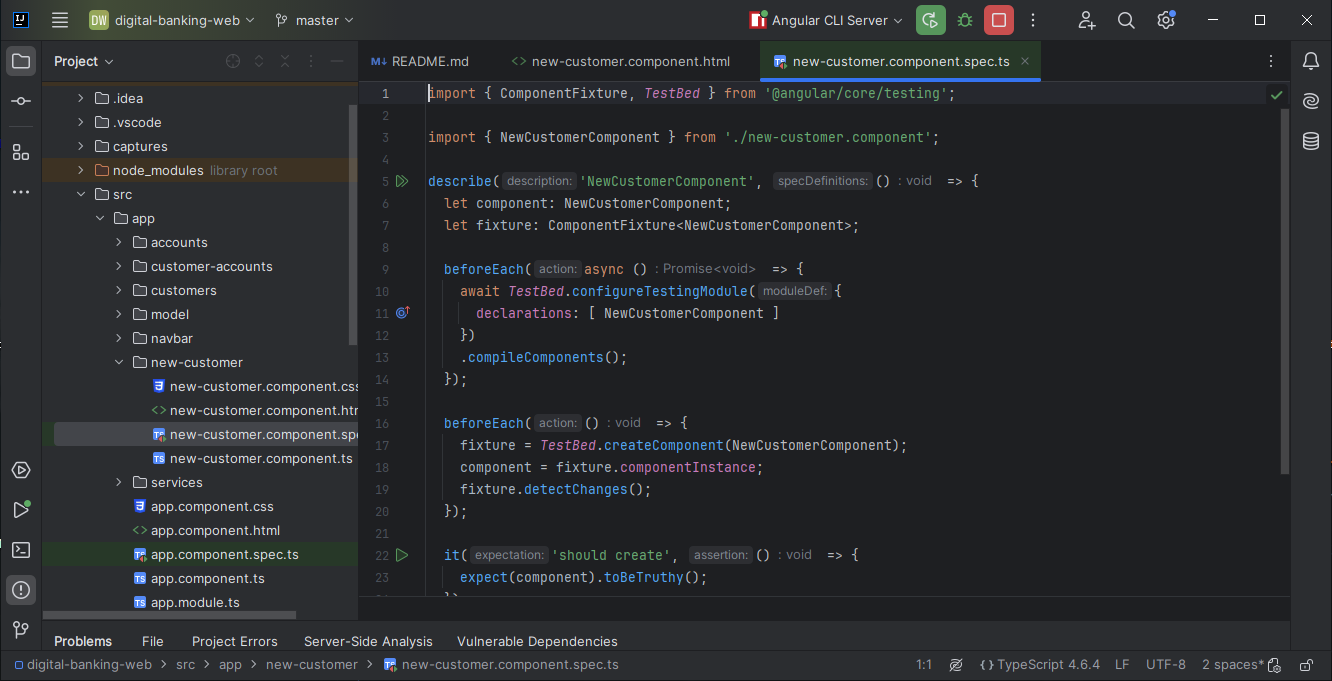 DW digital-banking-web master Angular CLI Server
Project
README.md new-customer.component.html new-customer.component.spec.ts
.idea
.vscode
captures
node_modules library root
src
app
accounts
customer-accounts
customers
model
navbar
new-customer
new-customer.component.css
new-customer.component.htm
new-customer.component.spe
new-customer.component.ts
services
app.component.css
app.component.html
app.component.spec.ts
app.component.ts
app.module.ts
1 import { ComponentFixture, TestBed } from '@angular/core/testing';
2
3 import { NewCustomerComponent } from './new-customer.component';
4
5 describe( description: 'NewCustomerComponent', specDefinitions: () : void => {
6 let component: NewCustomerComponent;
7 let fixture: ComponentFixture<NewCustomerComponent>;
8
9 beforeEach( action: async () : Promise<void> => {
10 await TestBed.configureTestingModule( moduleDef: {
11 declarations: [ NewCustomerComponent ]
12 })
13 .compileComponents();
14 });
15
16 beforeEach( action: () : void => {
17 fixture = TestBed.createComponent(NewCustomerComponent);
18 component = fixture.componentInstance;
19 fixture.detectChanges();
20 });
21
22 it( expectation: 'should create', assertion: () : void => {
23 expect(component).toBeTruthy();
Problems File Project Errors Server-Side Analysis Vulnerable Dependencies
digital-banking-web > src > app > new-customer > new-customer.component.spec.ts 1:1 {} TypeScript 4.6.4 LF UTF-8 2 spaces*